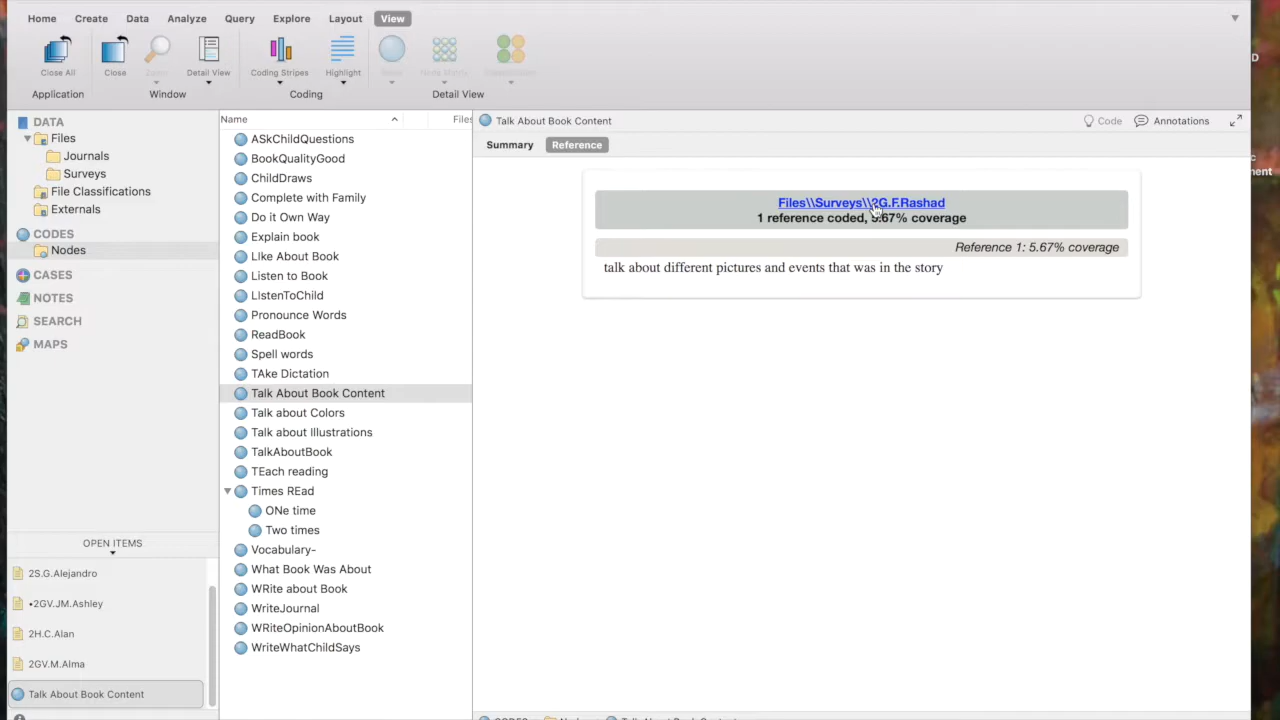 Home Create Data Analyze Query Explore Layout View
Close All Close Zoom Detail View Coding Stripes Highlight
Application Window Coding Detail View
DATA
Files
Journals
Surveys
File Classifications
Externals
CODES
Nodes
CASES
NOTES
SEARCH
MAPS
OPEN ITEMS
2S.G.Alejandro
•2GV.JM.Ashley
2H.C.Alan
2GV.M.Alma
Talk About Book Content
Name Files
ASkChildQuestions
BookQualityGood
ChildDraws
Complete with Family
Do it Own Way
Explain book
LIke About Book
Listen to Book
LIstenToChild
Pronounce Words
ReadBook
Spell words
TAke Dictation
Talk About Book Content
Talk about Colors
Talk about Illustrations
TalkAboutBook
TEach reading
Times REad
ONe time
Two times
Vocabulary-
What Book Was About
WRite about Book
WriteJournal
WRiteOpinionAboutBook
WriteWhatChildSays
Talk About Book Content Code Annotations
Summary Reference
Files\\Surveys\\2G.F.Rashad
1 reference coded, 5.67% coverage
Reference 1: 5.67% coverage
talk about different pictures and events that was in the story